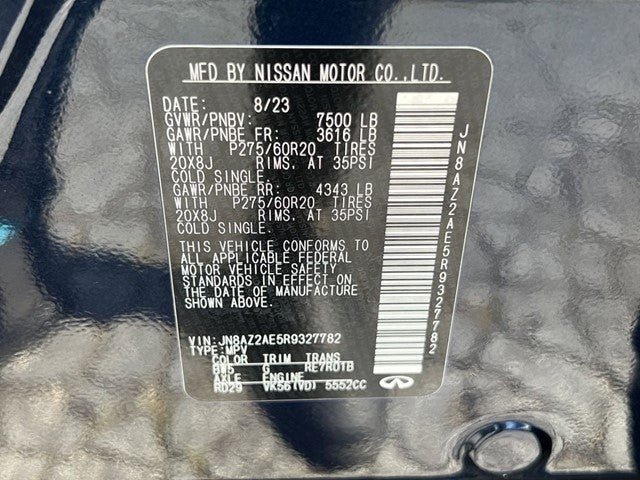 MFD BY NISSAN MOTOR CO.,LTD.
DATE: 8/23
GVWR/PNBV: 7500 LB
GAWR/PNBE FR: 3616 LB
WITH P275/60R20 TIRES
20X8J RIMS, AT 35PSI
COLD SINGLE.
GAWR/PNBE RR: 4343 LB
WITH P275/60R20 TIRES
20X8J RIMS, AT 35PSI
COLD SINGLE.
THIS VEHICLE CONFORMS TO
ALL APPLICABLE FEDERAL
MOTOR VEHICLE SAFETY
STANDARDS IN EFFECT ON
THE DATE OF MANUFACTURE
SHOWN ABOVE.
VIN: JN8AZ2AE5R9327782
TYPE: MPV
COLOR TRIM TRANS
BW5 G RE7R01B
AXLE ENGINE
RD29 VK56(VD) 5552CC
JN8AZ2AE5R9327782